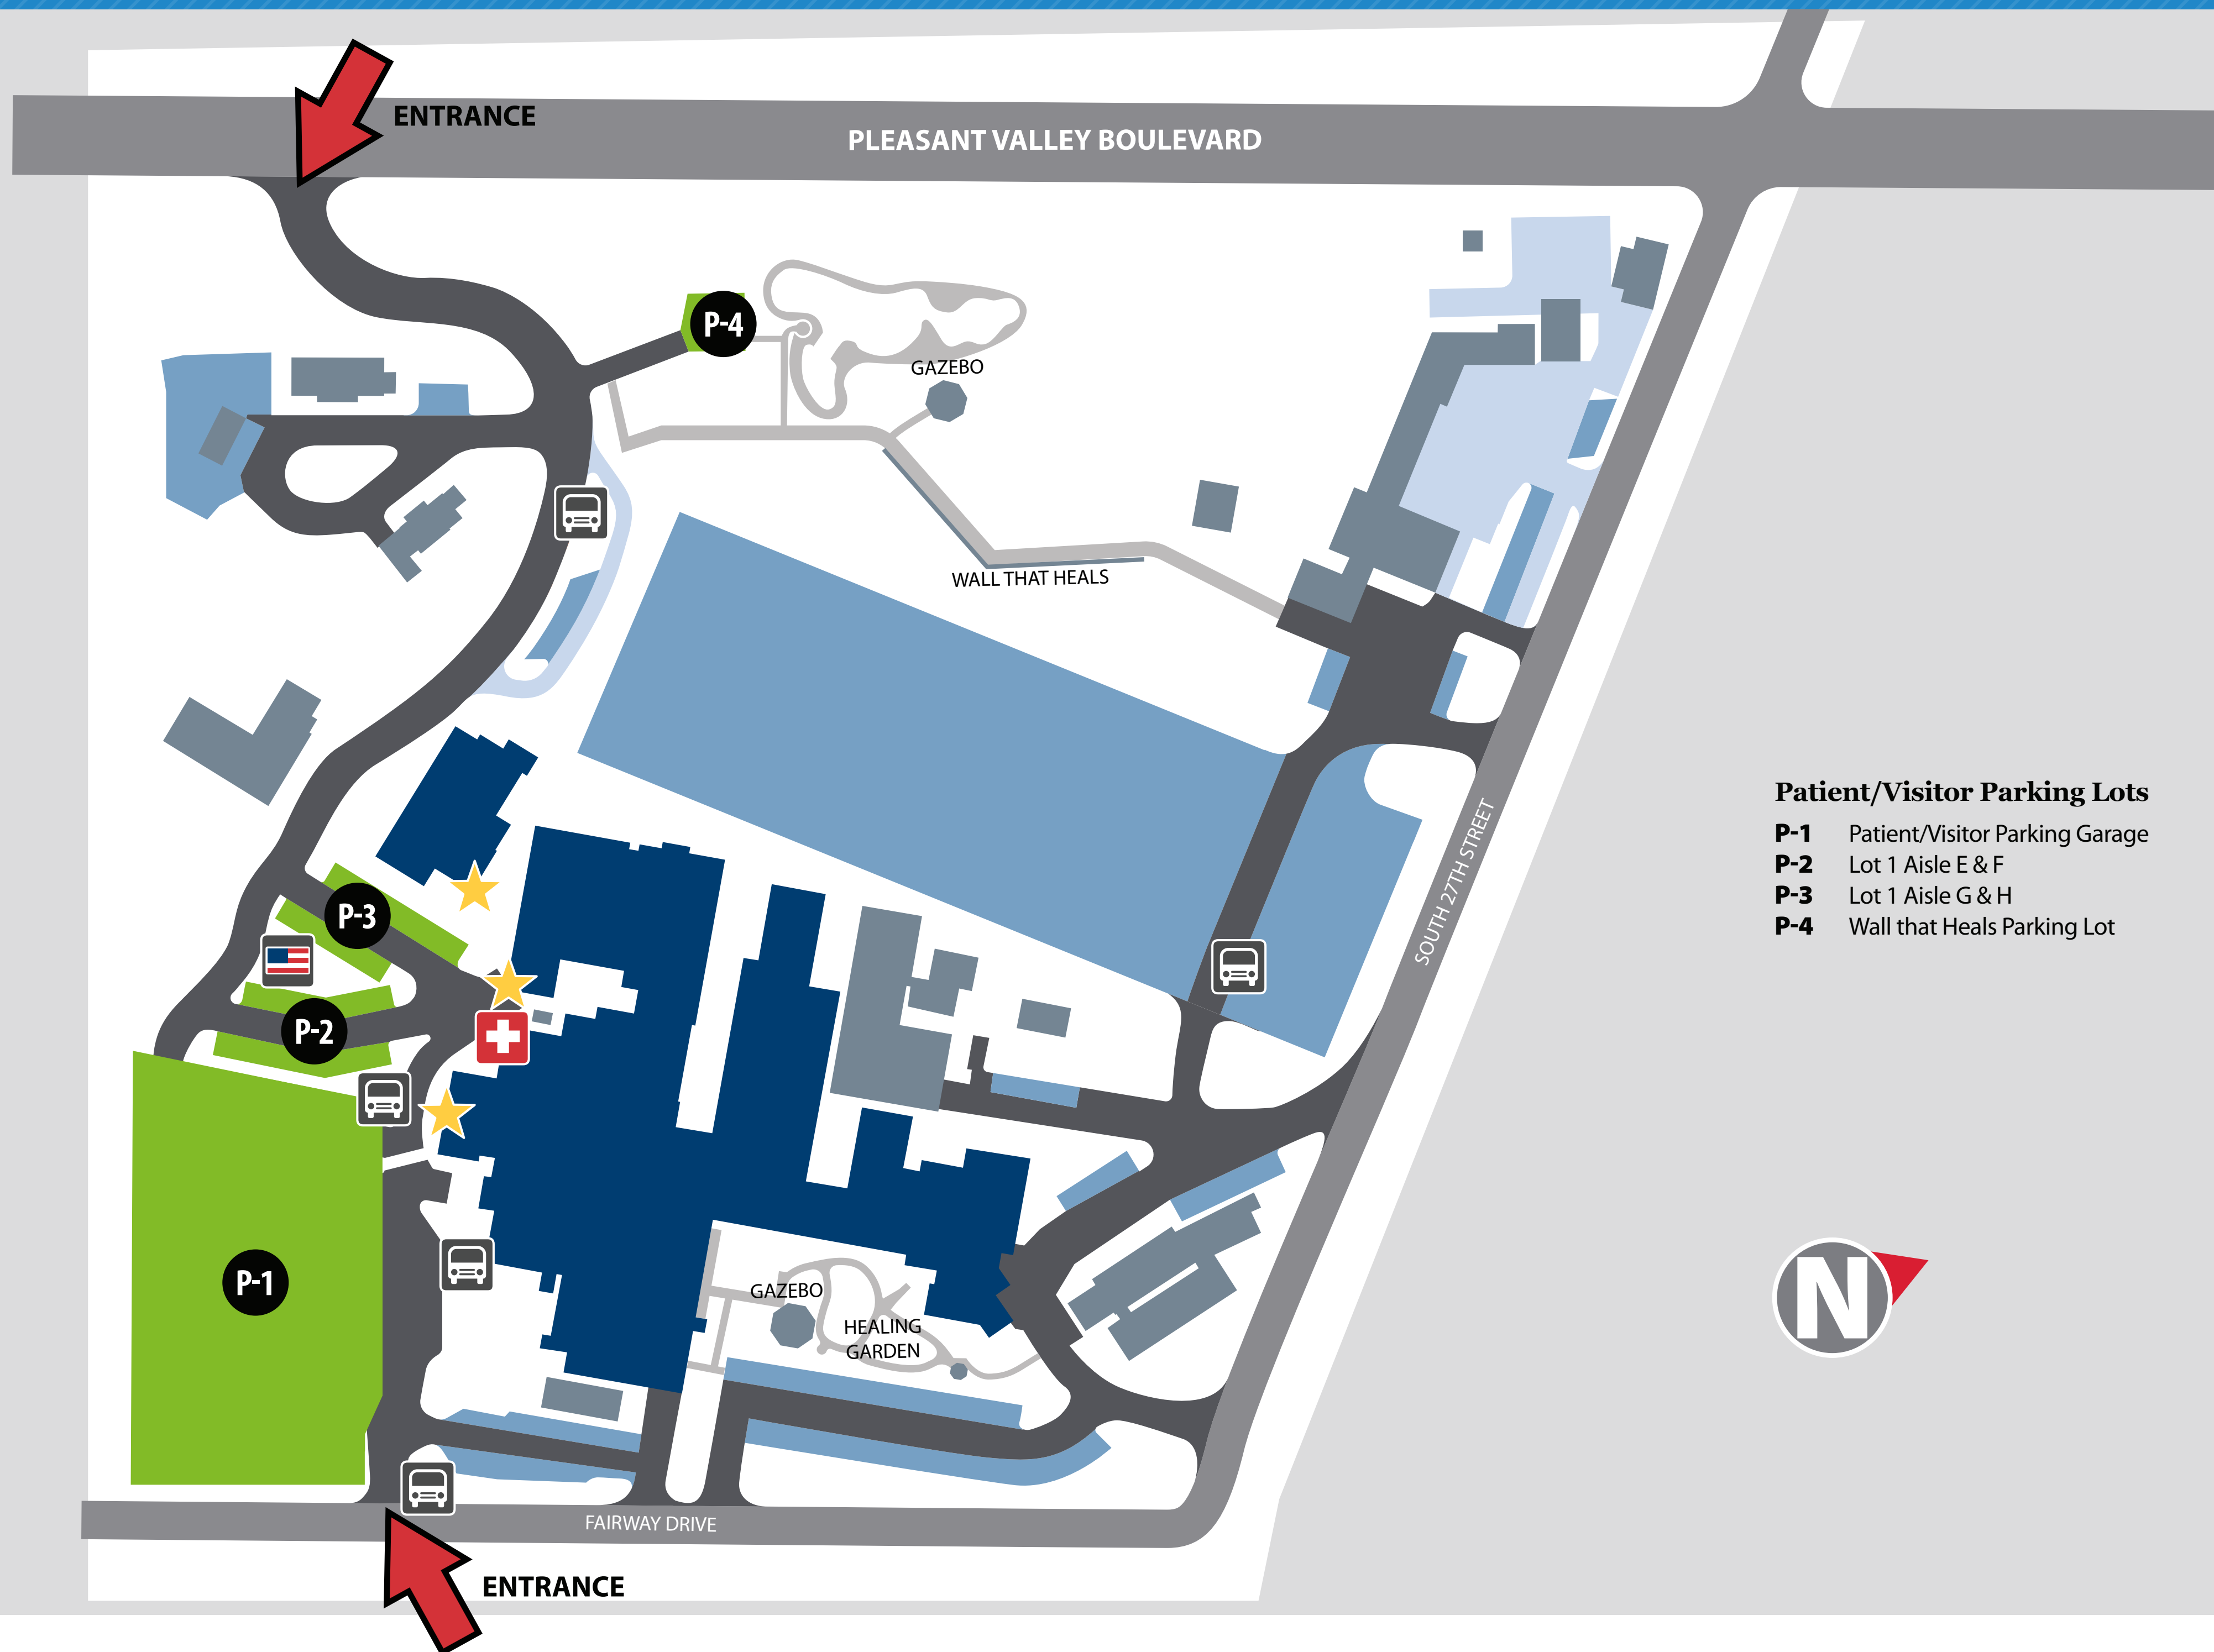 ENTRANCE
PLEASANT VALLEY BOULEVARD
P-4
GAZEBO
WALL THAT HEALS
SOUTH 27TH STREET
Patient/Visitor Parking Lots
P-1 Patient/Visitor Parking Garage
P-2 Lot 1 Aisle E & F
P-3 Lot 1 Aisle G & H
P-4 Wall that Heals Parking Lot
P-3
P-2
P-1
GAZEBO
HEALING
GARDEN
N
FAIRWAY DRIVE
ENTRANCE